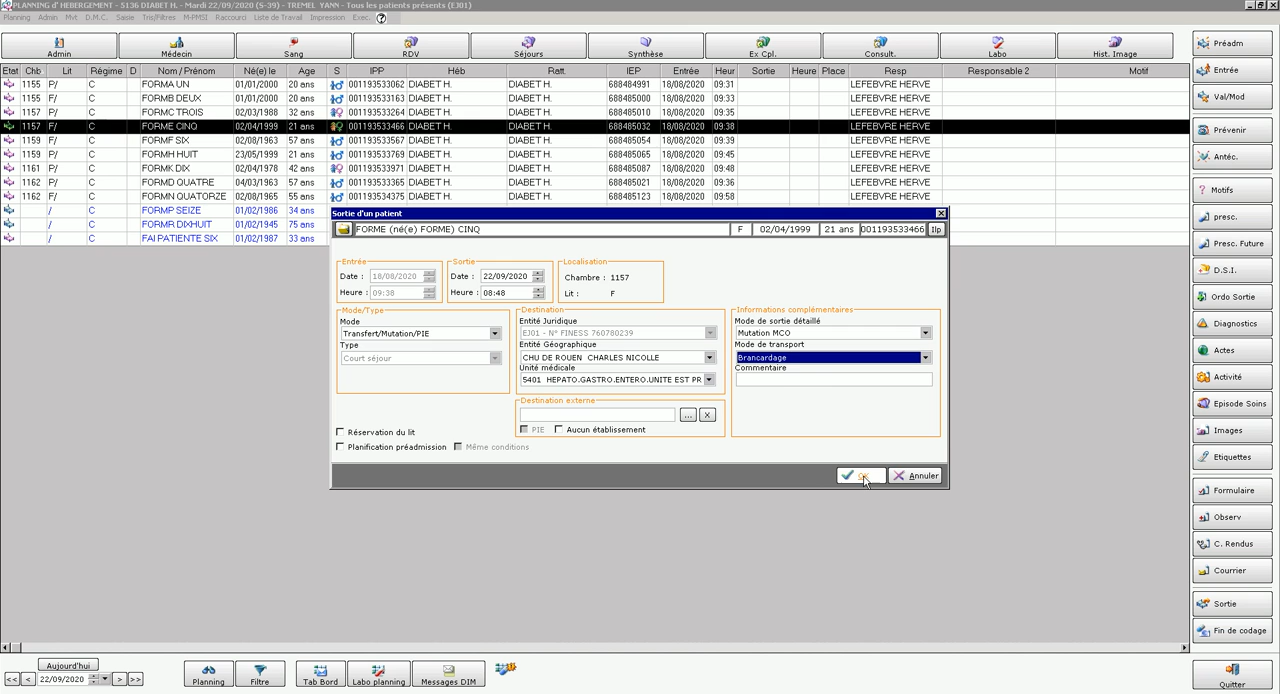 PLANNING d' HEBERGEMENT - 5136 DIABET H. - Mardi 22/09/2020 (S-39) - TREMEL YANN - Tous les patients présents (EJ01)
Planning Admin Mvt D.M.C. Saisie Tris/Filtres M-PMSI Raccourci Liste de Travail Impression Exec. ?
Admin Médecin Sang RDV Séjours Synthèse Ex Cpl. Consult. Labo Hist. Image
Etat Chb Lit Régime D Nom / Prénom Né(e) le Age S IPP Héb Ratt. IEP Entrée Heur Sortie Heure Place Resp Responsable 2 Motif
1155 P/ C FORMA UN 01/01/2000 20 ans 001193533062 DIABET H. DIABET H. 688484991 18/08/2020 09:31 LEFEBVRE HERVE
1155 F/ C FORMB DEUX 01/01/2000 20 ans 001193533163 DIABET H. DIABET H. 688485000 18/08/2020 09:33 LEFEBVRE HERVE
1157 P/ C FORMC TROIS 02/03/1988 32 ans 001193533264 DIABET H. DIABET H. 688485010 18/08/2020 09:35 LEFEBVRE HERVE
1157 F/ C FORME CINQ 02/04/1999 21 ans 001193533466 DIABET H. DIABET H. 688485032 18/08/2020 09:38 LEFEBVRE HERVE
1159 P/ C FORMF SIX 02/08/1963 57 ans 001193533567 DIABET H. DIABET H. 688485054 18/08/2020 09:39 LEFEBVRE HERVE
1159 F/ C FORMH HUIT 23/05/1999 21 ans 001193533769 DIABET H. DIABET H. 688485065 18/08/2020 09:45 LEFEBVRE HERVE
1161 P/ C FORMK DIX 02/04/1978 42 ans 001193533971 DIABET H. DIABET H. 688485087 18/08/2020 09:48 LEFEBVRE HERVE
1162 P/ C FORMD QUATRE 04/03/1963 57 ans 001193533365 DIABET H. DIABET H. 688485021 18/08/2020 09:36 LEFEBVRE HERVE
1162 F/ C FORMN QUATORZE 02/08/1965 55 ans 001193534375 DIABET H. DIABET H. 688485123 18/08/2020 09:58 LEFEBVRE HERVE
/ C FORMP SEIZE 01/02/1986 34 ans
/ C FORMR DIXHUIT 01/02/1945 75 ans
/ C FAI PATIENTE SIX 01/02/1987 33 ans
Sortie d'un patient
FORME (né(e) FORME) CINQ F 02/04/1999 21 ans 001193533466 Ilp
Entrée Sortie Localisation
Date : 18/08/2020 Date : 22/09/2020 Chambre : 1157
Heure : 09:38 Heure : 08:48 Lit : F
Mode/Type Destination Informations complémentaires
Mode Entité Juridique Mode de sortie détaillé
Transfert/Mutation/PIE EJ01 - N° FINESS 760780239 Mutation MCO
Type Entité Géographique Mode de transport
Court séjour CHU DE ROUEN CHARLES NICOLLE Brancardage
Unité médicale Commentaire
5401 HEPATO.GASTRO.ENTERO.UNITE EST PR
Destination externe
... X
Réservation du lit PIE Aucun établissement
Planification préadmission Même conditions
OK Annuler
Préadm
Entrée
Val/Mod
Prévenir
Antéc.
Motifs
presc.
Presc. Future
D.S.I.
Ordo Sortie
Diagnostics
Actes
Activité
Episode Soins
Images
Etiquettes
Formulaire
Observ
C. Rendus
Courrier
Sortie
Fin de codage
Quitter
Aujourd'hui
<< < 22/09/2020 > >>
Planning Filtre Tab Bord Labo planning Messages DIM